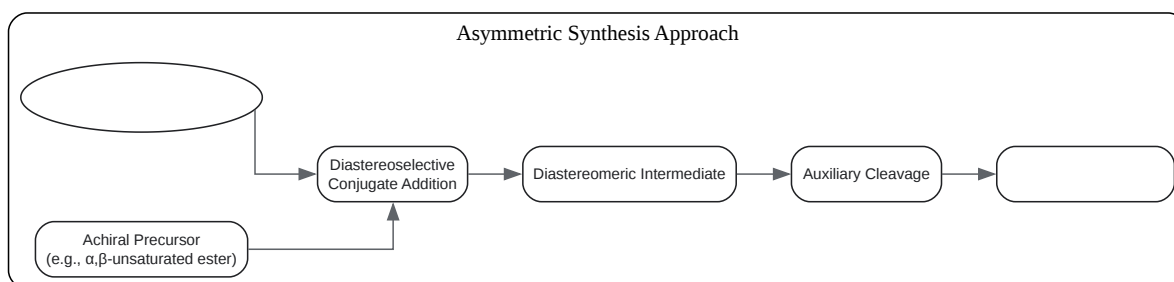 Asymmetric Synthesis Approach
Diastereoselective
Conjugate Addition
Diastereomeric Intermediate
Auxiliary Cleavage
Achiral Precursor
(e.g., α,β-unsaturated ester)